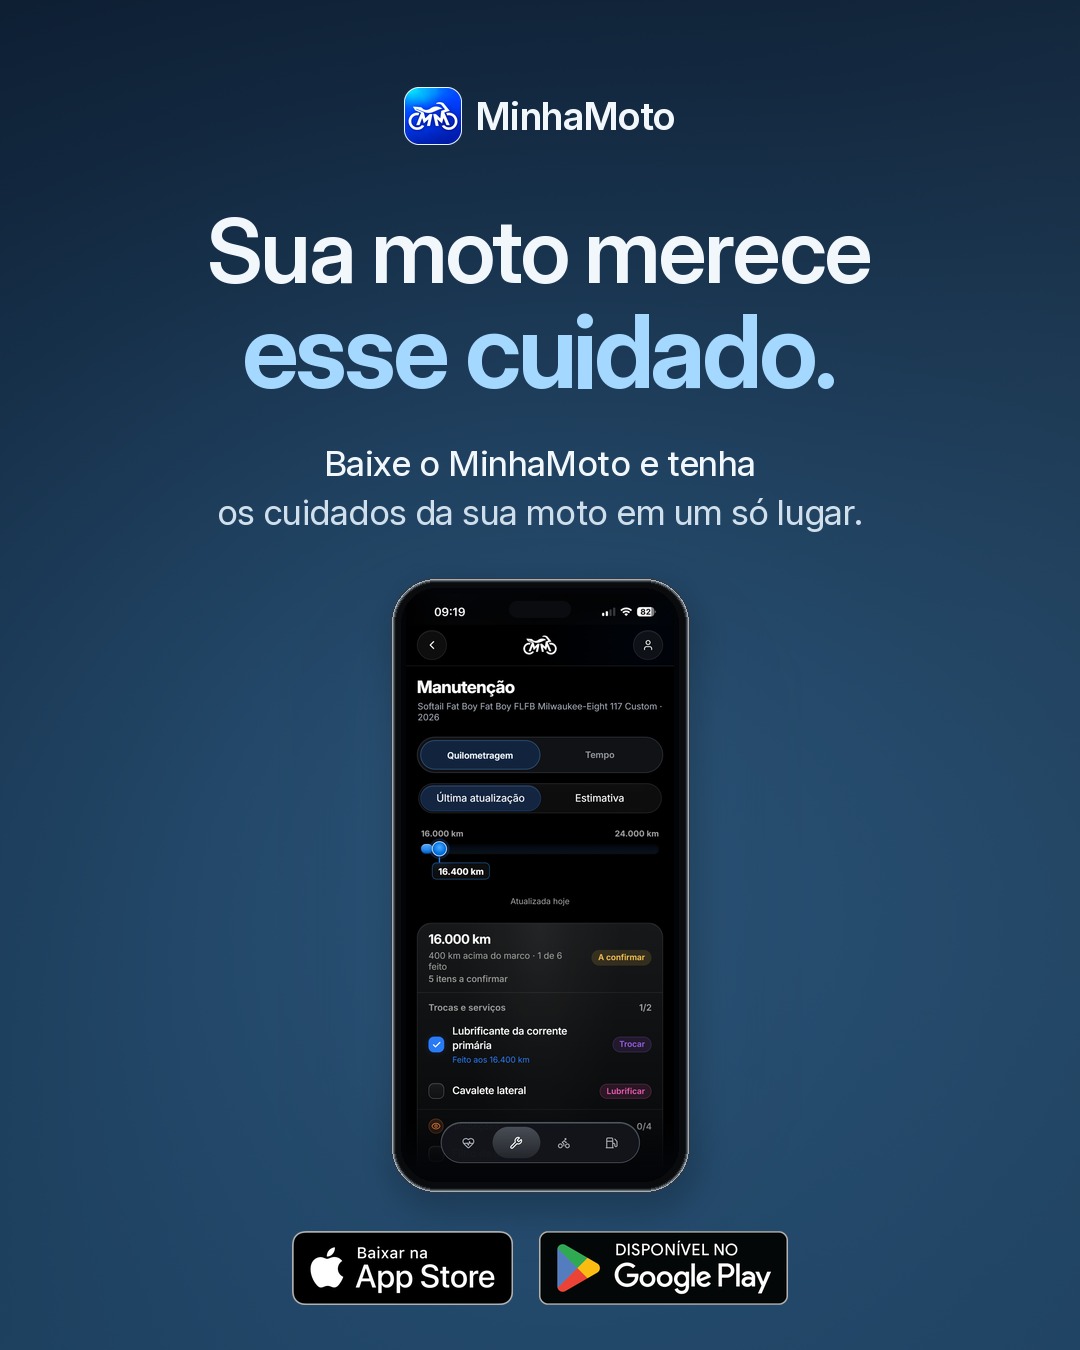 MinhaMoto
Sua moto merece
esse cuidado.
Baixe o MinhaMoto e tenha
os cuidados da sua moto em um só lugar.
09:19
82
MM
Manutenção
Softail Fat Boy Fat Boy FLFB Milwaukee-Eight 117 Custom ·
2026
Quilometragem Tempo
Última atualização Estimativa
16.000 km 24.000 km
16.400 km
Atualizada hoje
16.000 km
400 km acima do marco · 1 de 6
feito
A confirmar
5 itens a confirmar
Trocas e serviços 1/2
Lubrificante da corrente
primária
Trocar
Feito aos 16.400 km
Cavalete lateral Lubrificar
0/4
Baixar na
App Store
DISPONÍVEL NO
Google Play